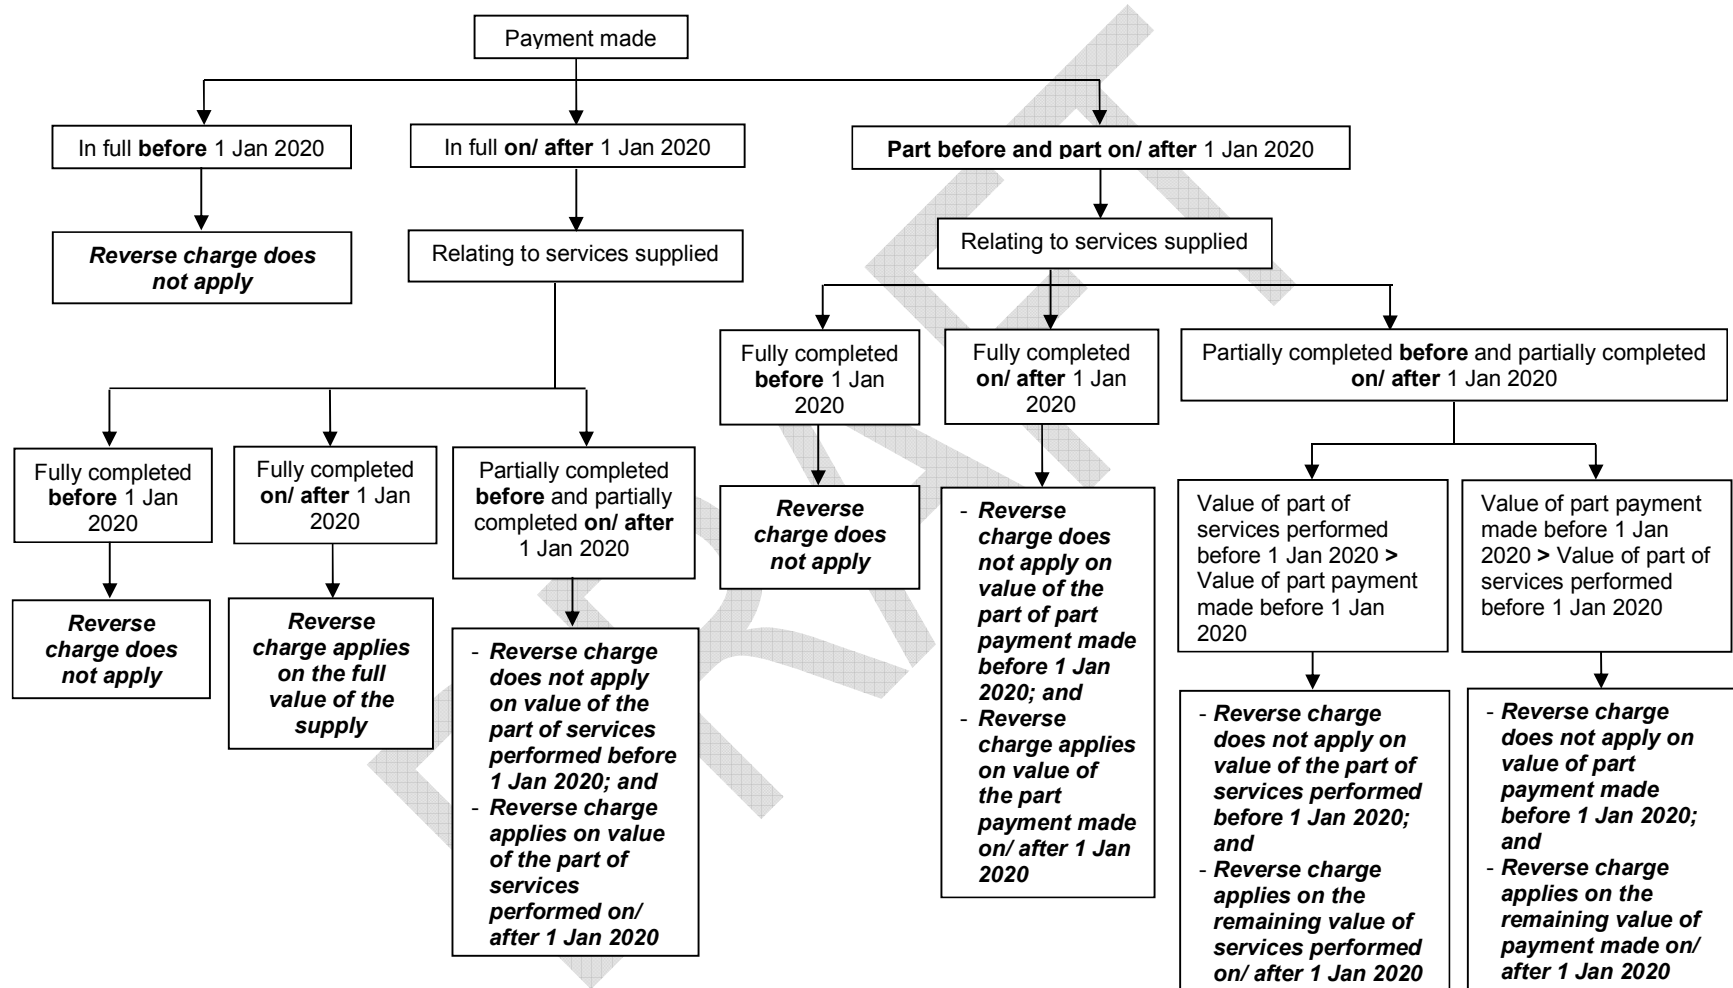 Payment made
In full before 1 Jan 2020
In full on/ after 1 Jan 2020
Part before and part on/ after 1 Jan 2020
Reverse charge does
not apply
Relating to services supplied
Relating to services supplied
Fully completed
before 1 Jan
2020
Fully completed
on/ after 1 Jan
2020
Partially completed before and partially completed
on/ after 1 Jan 2020
Fully completed
before 1 Jan
2020
Fully completed
on/ after 1 Jan
2020
Partially completed
before and partially
completed on/ after
1 Jan 2020
Reverse
charge does
not apply
- Reverse
charge does
not apply on
value of the
part of part
payment made
before 1 Jan
2020; and
- Reverse
charge applies
on value of
the part
payment made
on/ after 1 Jan
2020
Value of part of
services performed
before 1 Jan 2020 >
Value of part payment
made before 1 Jan
2020
Value of part payment
made before 1 Jan
2020 > Value of part of
services performed
before 1 Jan 2020
Reverse
charge does
not apply
Reverse
charge applies
on the full
value of the
supply
- Reverse charge
does not apply
on value of the
part of services
performed before
1 Jan 2020; and
- Reverse charge
applies on value
of the part of
services
performed on/
after 1 Jan 2020
- Reverse charge
does not apply on
value of the part of
services performed
before 1 Jan 2020;
and
- Reverse charge
applies on the
remaining value of
services performed
on/ after 1 Jan 2020
- Reverse charge
does not apply on
value of part
payment made
before 1 Jan 2020;
and
- Reverse charge
applies on the
remaining value of
payment made on/
after 1 Jan 2020
DRAFT